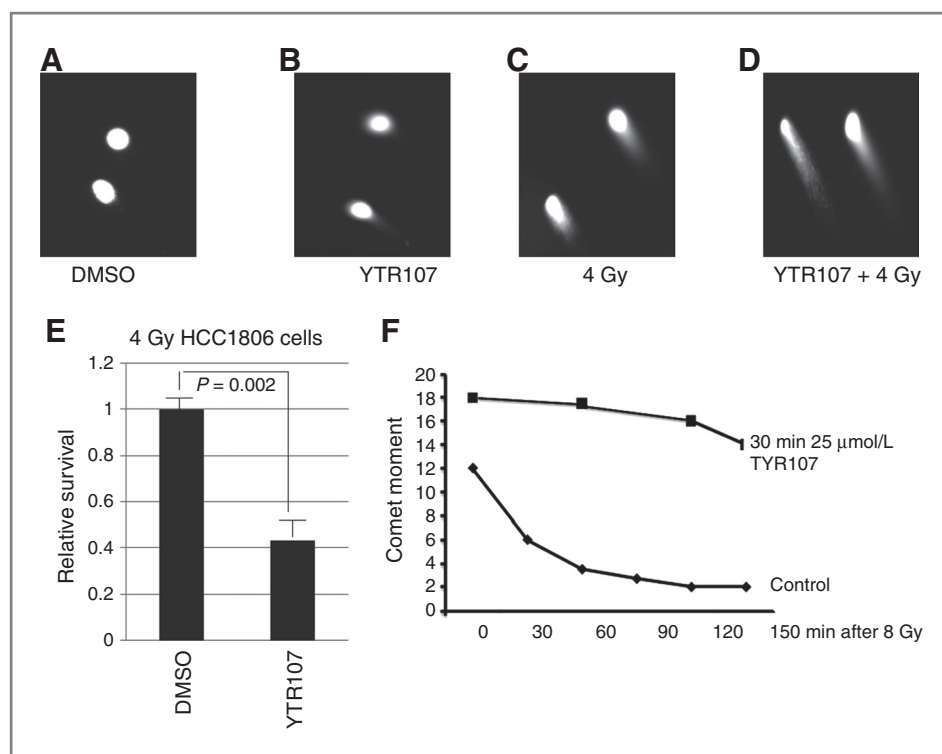 A
B
C
D
DMSO
YTR107
4 Gy
YTR107 + 4 Gy
E
4 Gy HCC1806 cells
1.2
1
0.8
0.6
0.4
0.2
0
Relative survival
P = 0.002
DMSO
YTR107
F
20
18
16
14
12
10
8
6
4
2
0
Comet moment
30 min 25 μmol/L
TYR107
Control
0 30 60 90 120 150 min after 8 Gy